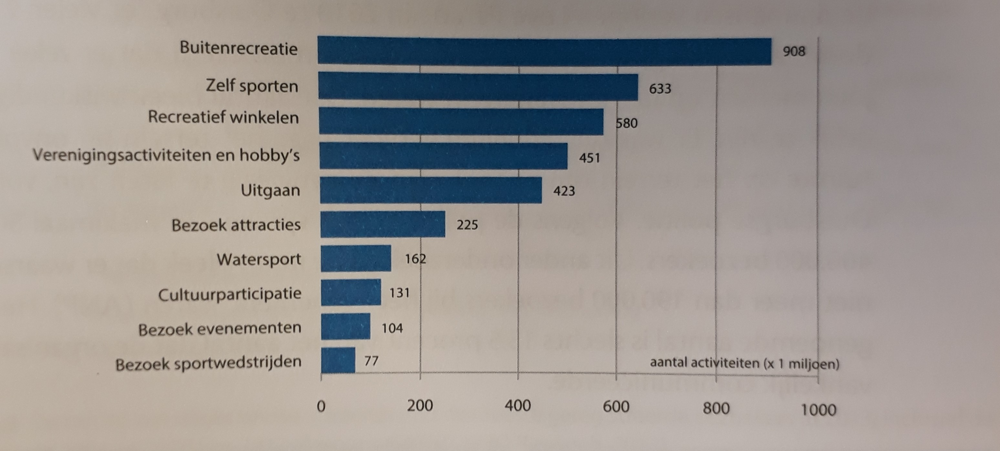 Buitenrecreatie 908
Zelf sporten 633
Recreatief winkelen 580
Verenigingsactiviteiten en hobby's 451
Uitgaan 423
Bezoek attracties 225
Watersport 162
Cultuurparticipatie 131
Bezoek evenementen 104
Bezoek sportwedstrijden 77
aantal activiteiten (x 1 miljoen)
0 200 400 600 800 1000